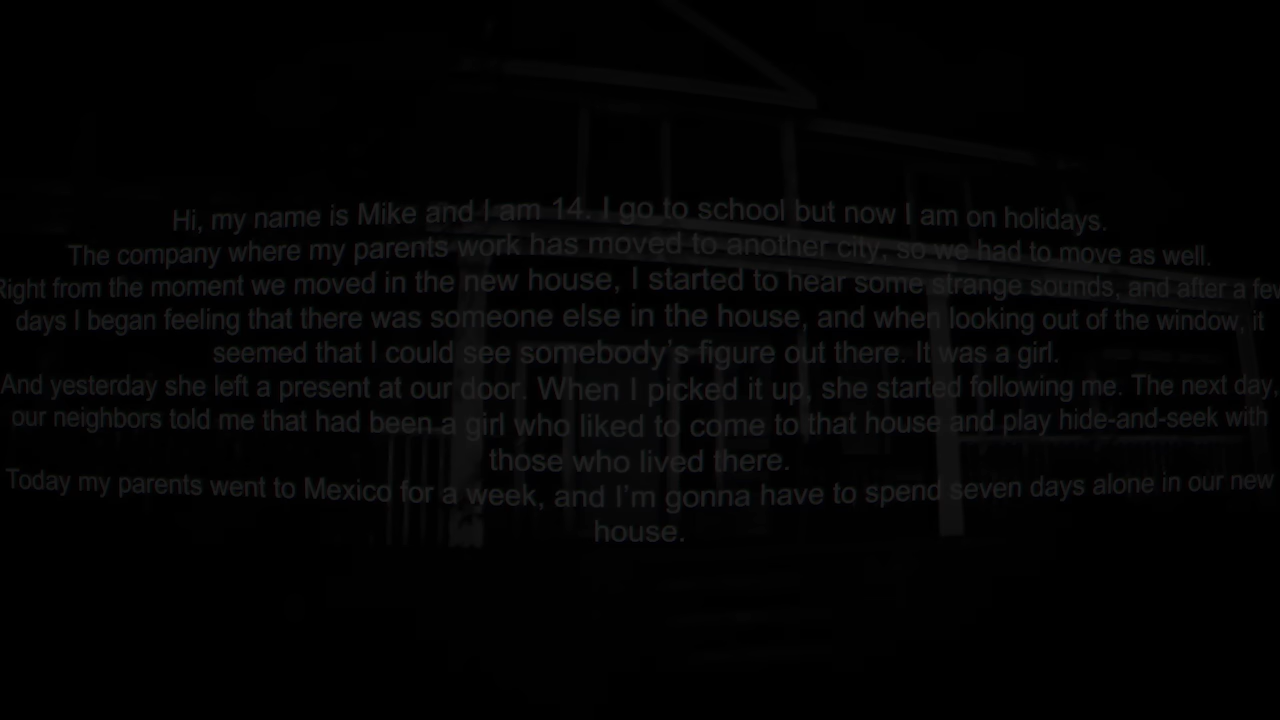 Hi, my name is Mike and I am 14. I go to school but now I am on holidays.
The company where my parents work has moved to another city, so we had to move as well.
Right from the moment we moved in the new house, I started to hear some strange sounds, and after a few
days I began feeling that there was someone else in the house, and when looking out of the window, it
seemed that I could see somebody's figure out there. It was a girl.
And yesterday she left a present at our door. When I picked it up, she started following me. The next day,
our neighbors told me that had been a girl who liked to come to that house and play hide-and-seek with
those who lived there.
Today my parents went to Mexico for a week, and I'm gonna have to spend seven days alone in our new
house.